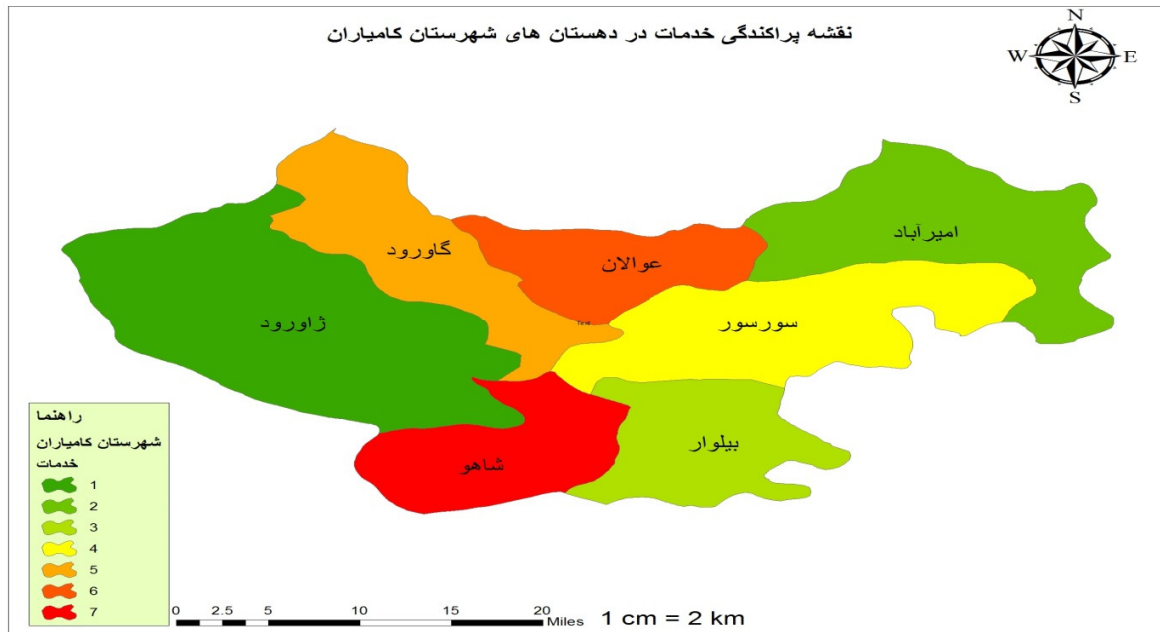 نقشه پراکندگی خدمات در دهستان های شهرستان کامیاران
N
W E
S
امیرآباد
گاورود
عوالان
ژاورود
سورسور
بیلوار
شاهو
راهنما
شهرستان کامیاران
خدمات
1
2
3
4
5
6
7
0 2.5 5 10 15 20
Miles
1 cm = 2 km